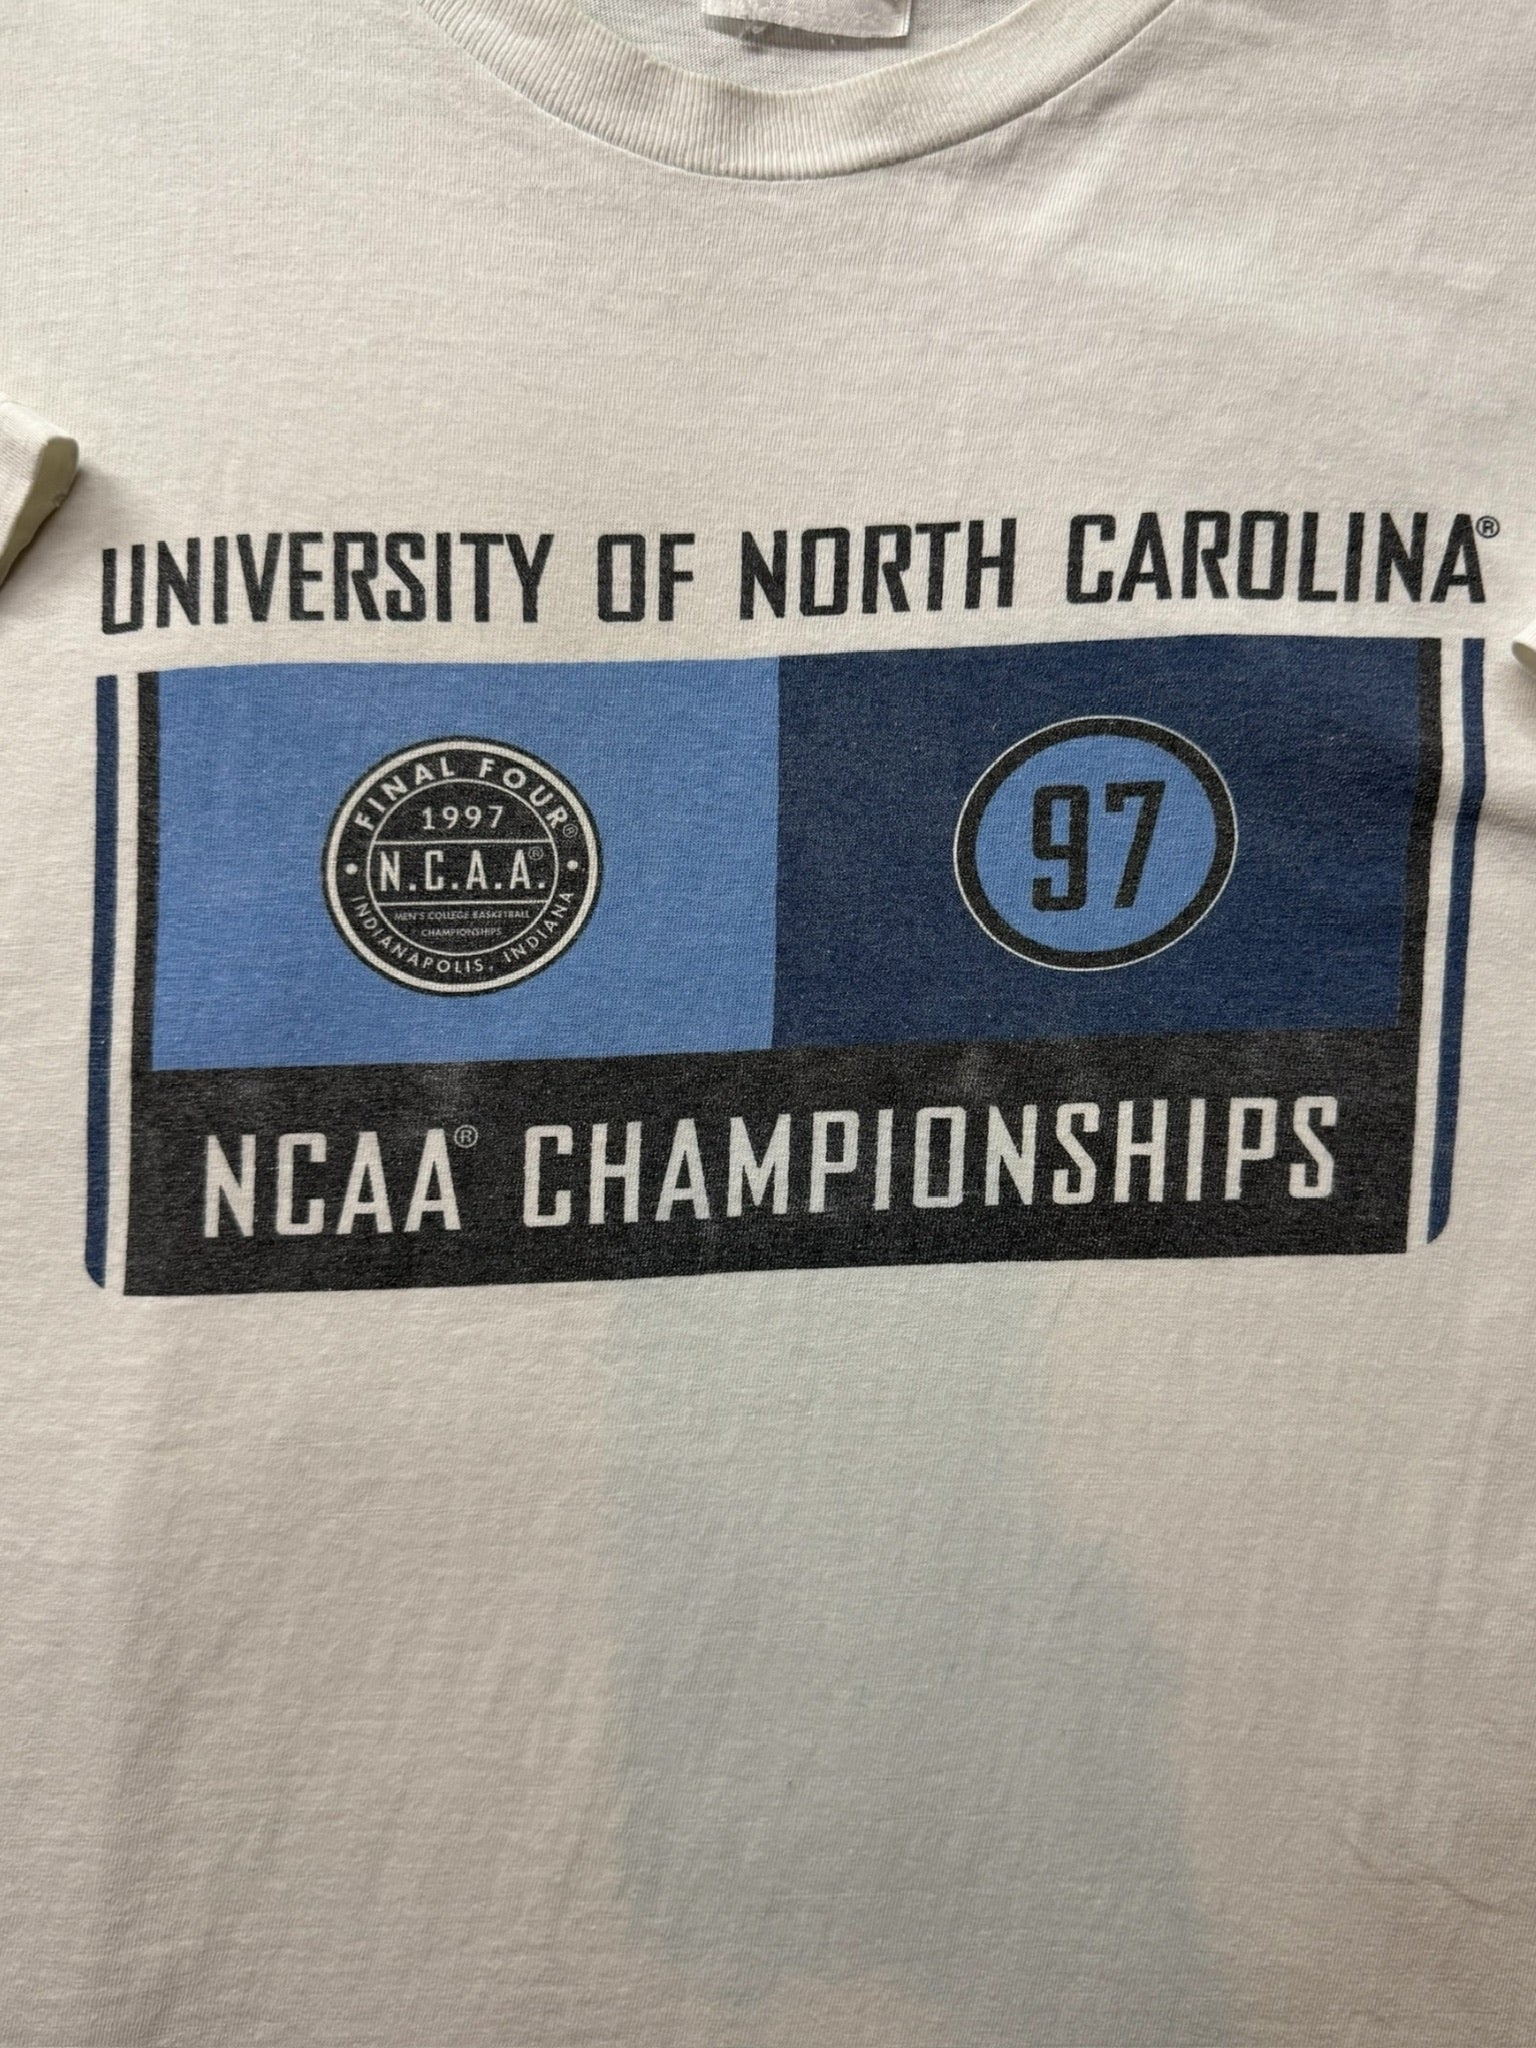 UNIVERSITY OF NORTH CAROLINA®
FINAL FOUR®
1997
N.C.A.A.®
MEN'S COLLEGE BASKETBALL
CHAMPIONSHIPS
INDIANAPOLIS, INDIANA
97
NCAA® CHAMPIONSHIPS